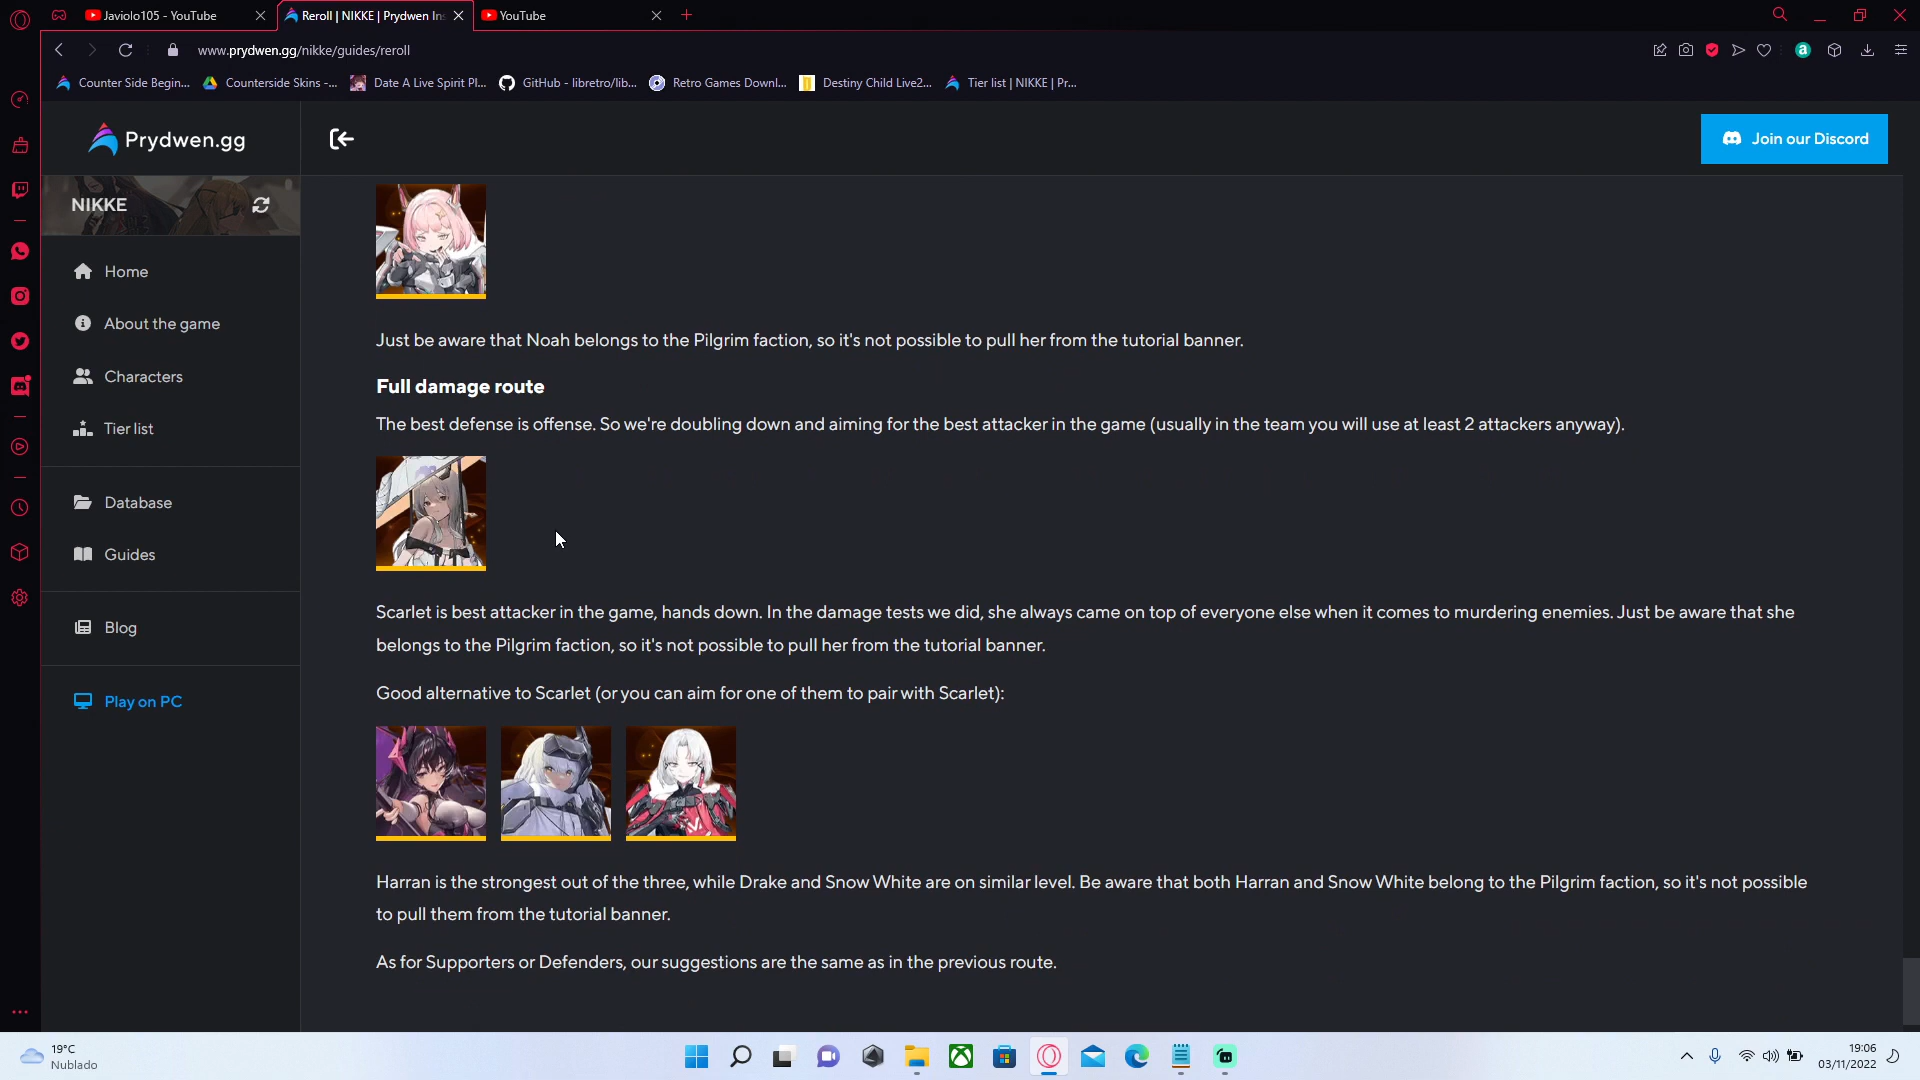 Javiolo105 - YouTube
Reroll | NIKKE | Prydwen Ins
YouTube
www.prydwen.gg/nikke/guides/reroll
Counter Side Begin...
Counterside Skins -...
Date A Live Spirit Pl...
GitHub - libretro/lib...
Retro Games Downl...
Destiny Child Live2...
Tier list | NIKKE | Pr...
Prydwen.gg
Join our Discord
NIKKE
Home
About the game
Characters
Tier list
Database
Guides
Blog
Play on PC
Just be aware that Noah belongs to the Pilgrim faction, so it's not possible to pull her from the tutorial banner.
Full damage route
The best defense is offense. So we're doubling down and aiming for the best attacker in the game (usually in the team you will use at least 2 attackers anyway).
Scarlet is best attacker in the game, hands down. In the damage tests we did, she always came on top of everyone else when it comes to murdering enemies. Just be aware that she
belongs to the Pilgrim faction, so it's not possible to pull her from the tutorial banner.
Good alternative to Scarlet (or you can aim for one of them to pair with Scarlet):
Harran is the strongest out of the three, while Drake and Snow White are on similar level. Be aware that both Harran and Snow White belong to the Pilgrim faction, so it's not possible
to pull them from the tutorial banner.
As for Supporters or Defenders, our suggestions are the same as in the previous route.
19°C
Nublado
19:06
03/11/2022